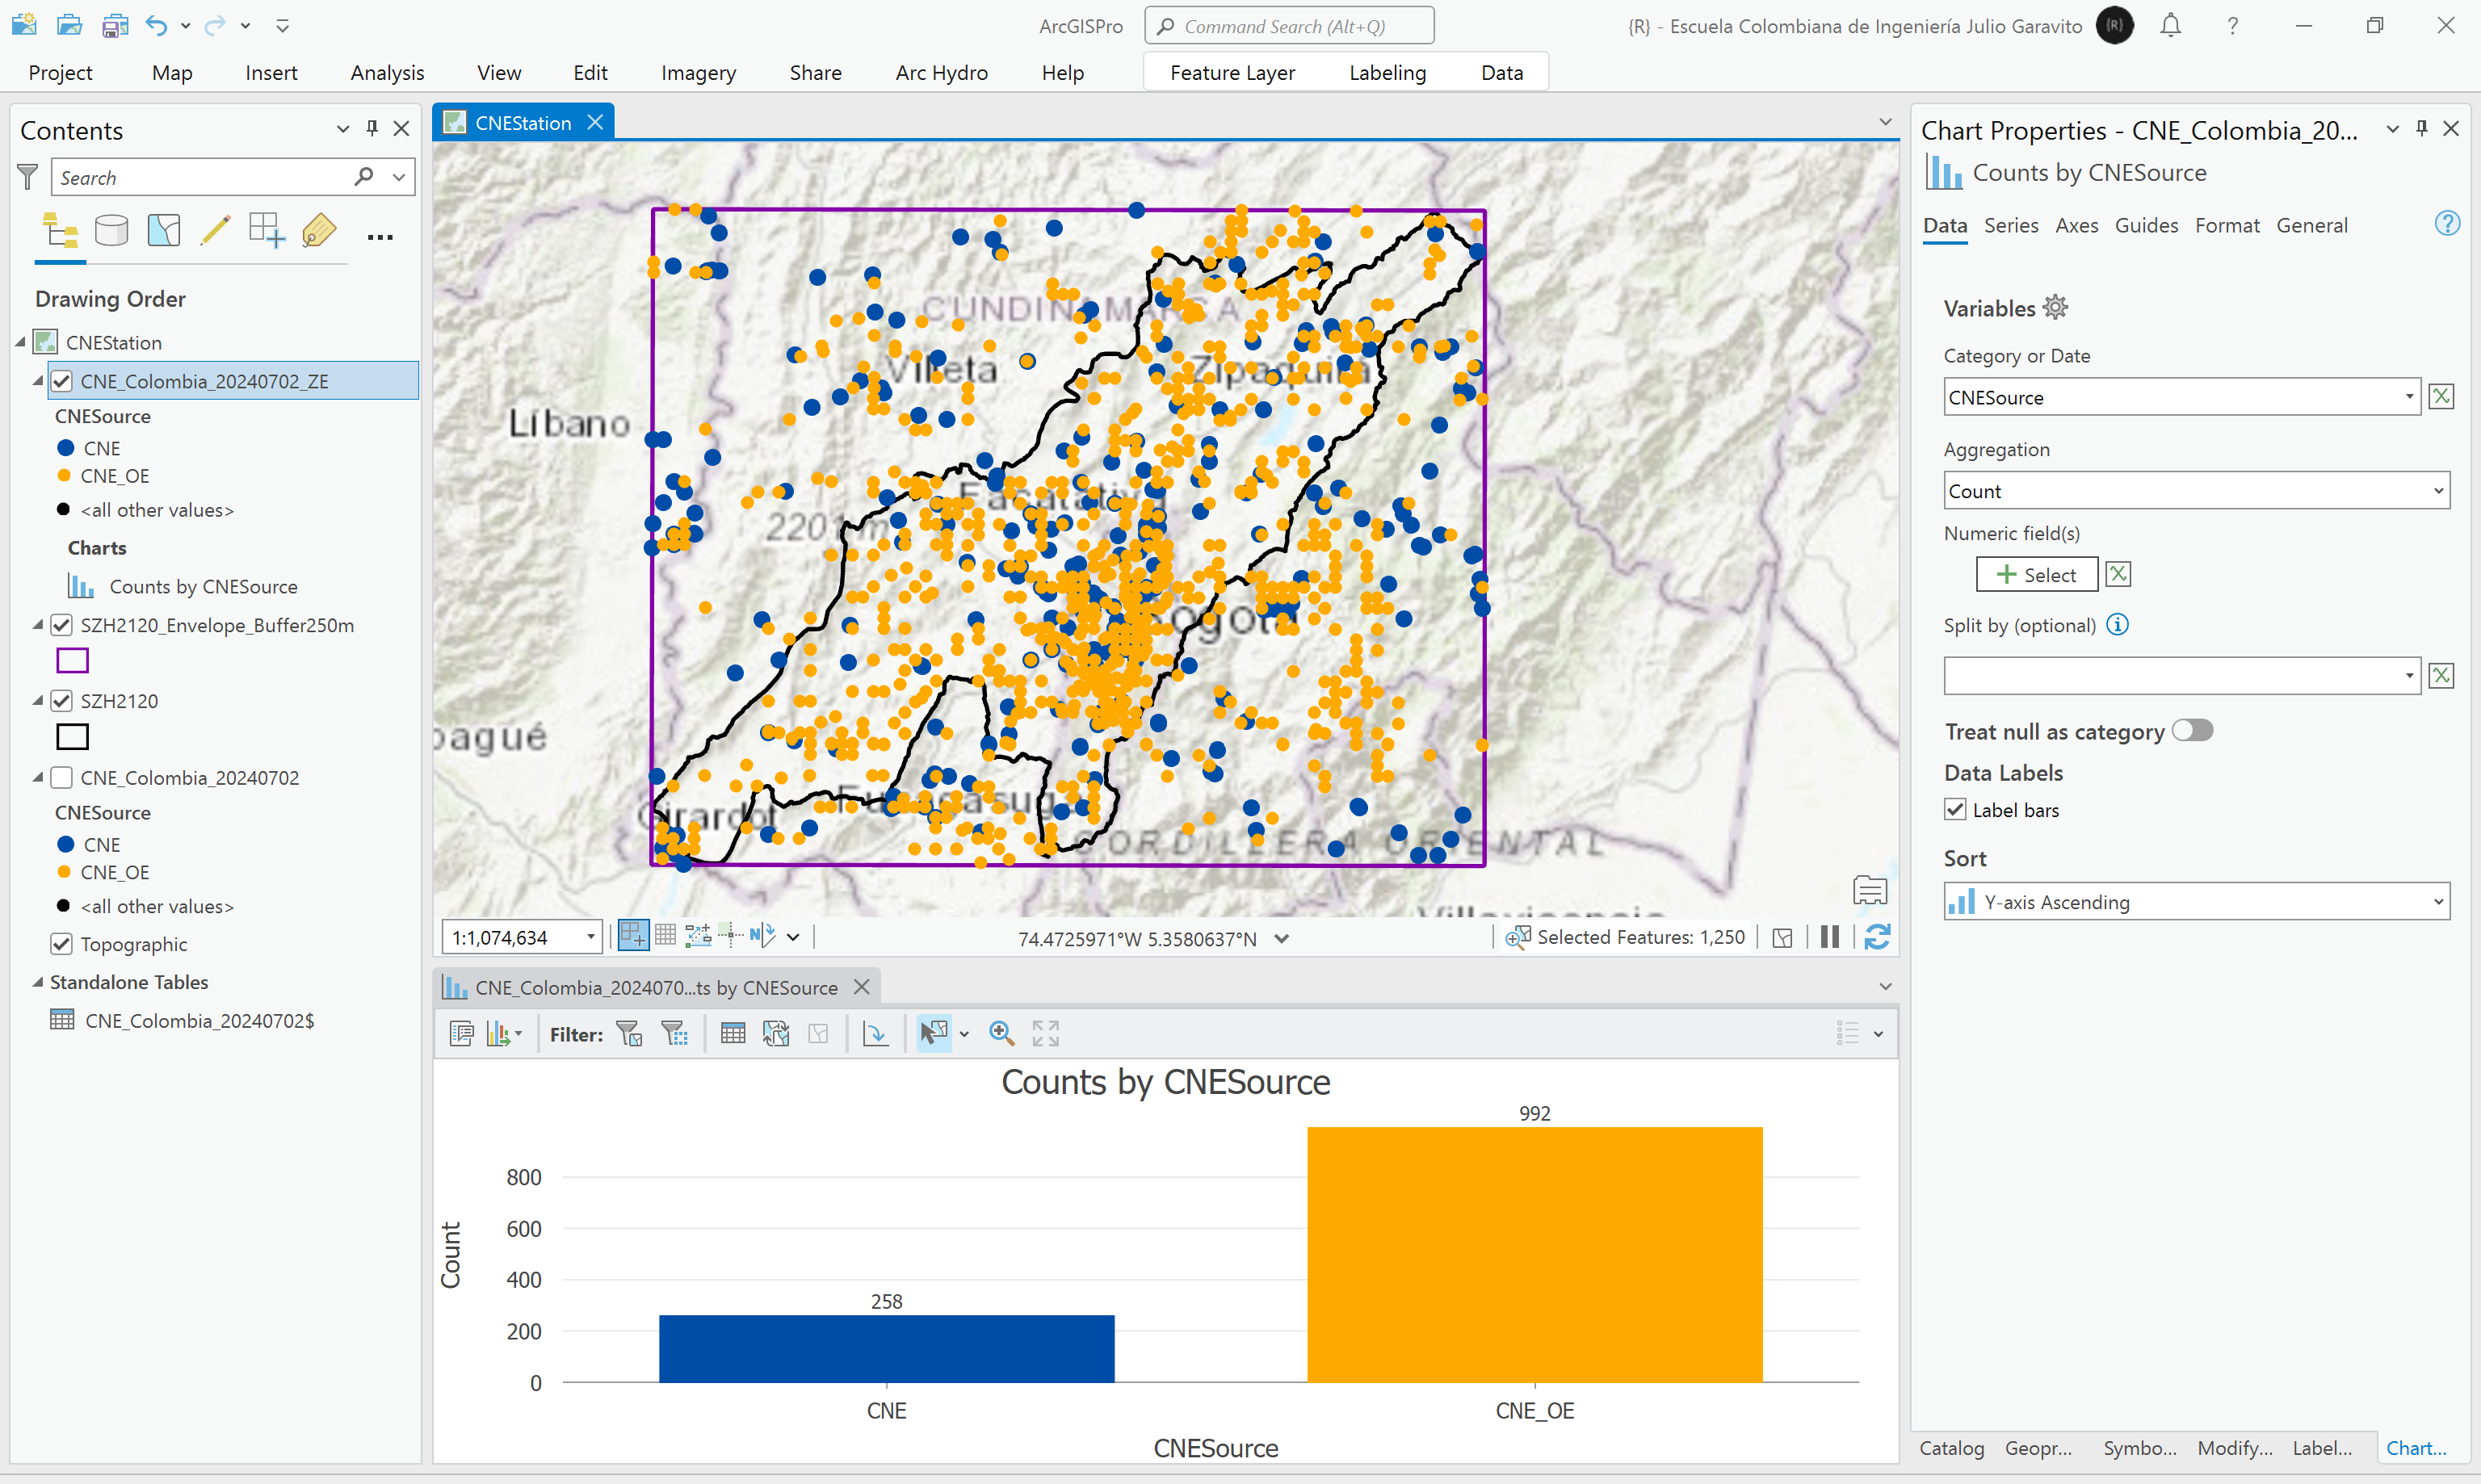 ArcGISPro
Command Search (Alt+Q)
{R} - Escuela Colombiana de Ingeniería Julio Garavito
{R}
?
Project
Map
Insert
Analysis
View
Edit
Imagery
Share
Arc Hydro
Help
Feature Layer
Labeling
Data
Contents
Search
Drawing Order
CNEStation
CNE_Colombia_20240702_ZE
CNESource
CNE
CNE_OE
<all other values>
Charts
Counts by CNESource
SZH2120_Envelope_Buffer250m
SZH2120
CNE_Colombia_20240702
CNESource
CNE
CNE_OE
<all other values>
Topographic
Standalone Tables
CNE_Colombia_20240702$
CNEStation
CUNDINAMARCA
Villeta
Zipaquirá
Líbano
Facatativá
2201 m
Bogotá
bagué
Girardot
Fusagasugá
CORDILLERA ORIENTAL
Villavicencio
1:1,074,634
74.4725971°W 5.3580637°N
Selected Features: 1,250
CNE_Colombia_2024070...ts by CNESource
Filter:
Counts by CNESource
992
800
600
400
258
200
0
Count
CNE
CNE_OE
CNESource
Chart Properties - CNE_Colombia_20...
Counts by CNESource
Data
Series
Axes
Guides
Format
General
?
Variables
Category or Date
CNESource
Aggregation
Count
Numeric field(s)
Select
Split by (optional)
Treat null as category
Data Labels
Label bars
Sort
Y-axis Ascending
Catalog
Geopr...
Symbo...
Modify...
Label...
Chart...